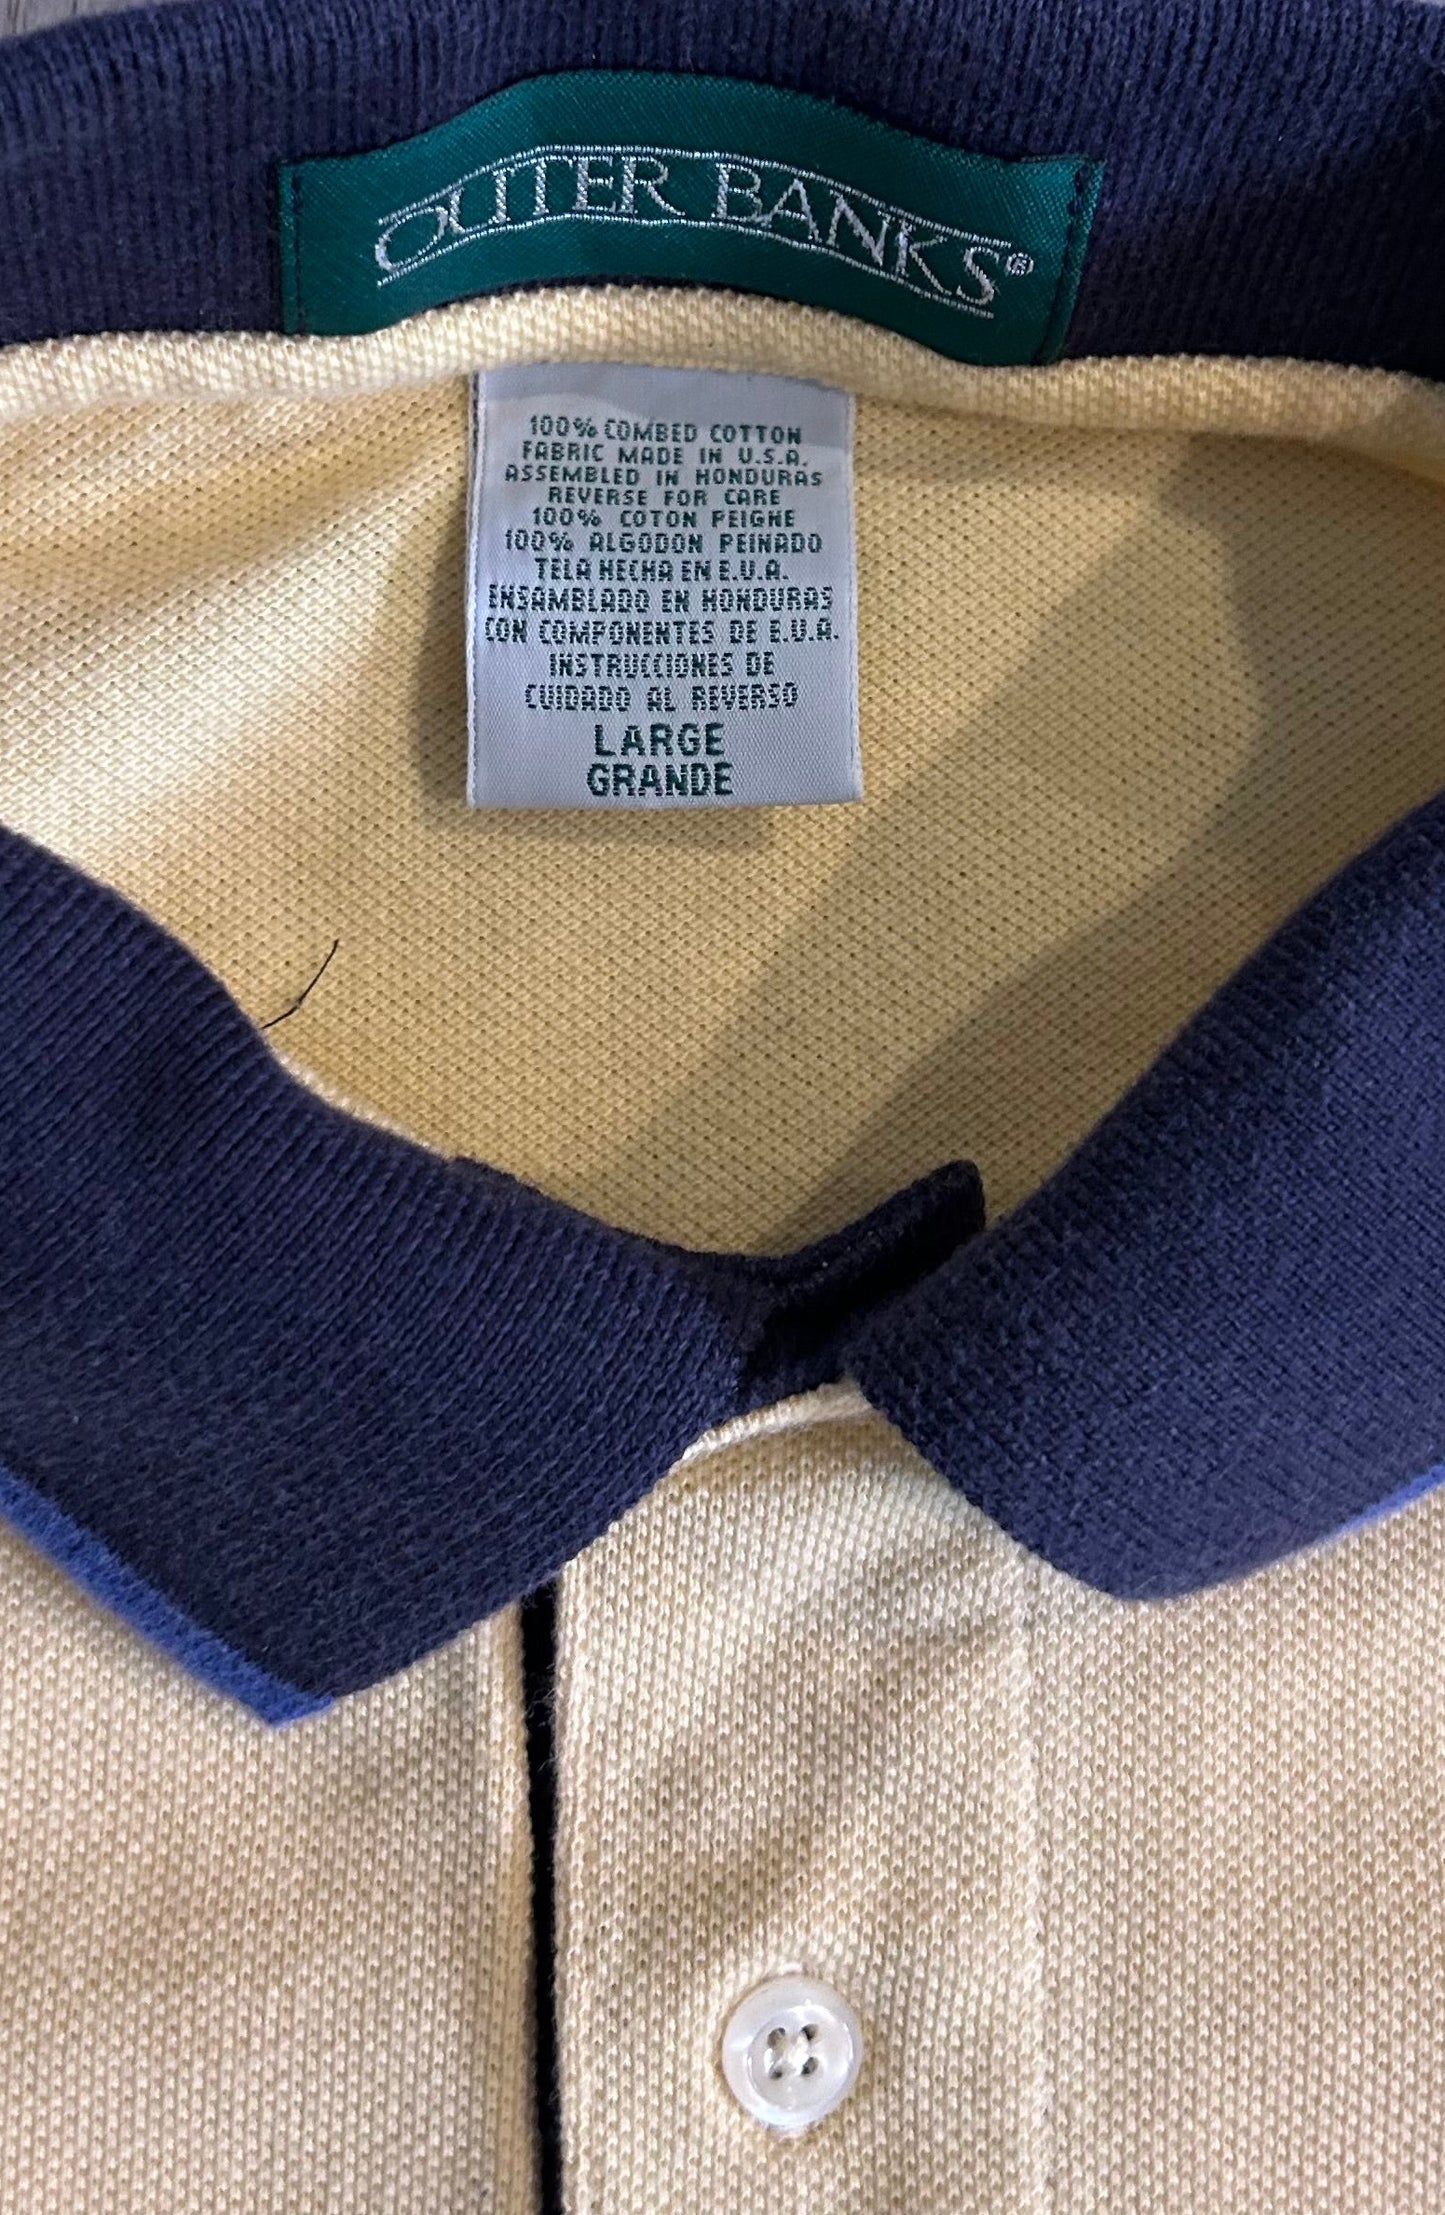 OUTER BANKS®
100% COMBED COTTON
FABRIC MADE IN U.S.A.
ASSEMBLED IN HONDURAS
REVERSE FOR CARE
100% COTON PEIGNE
100% ALGODON PEINADO
TELA HECHA EN E.U.A.
ENSAMBLADO EN HONDURAS
CON COMPONENTES DE E.U.A.
INSTRUCCIONES DE
CUIDADO AL REVERSO
LARGE
GRANDE